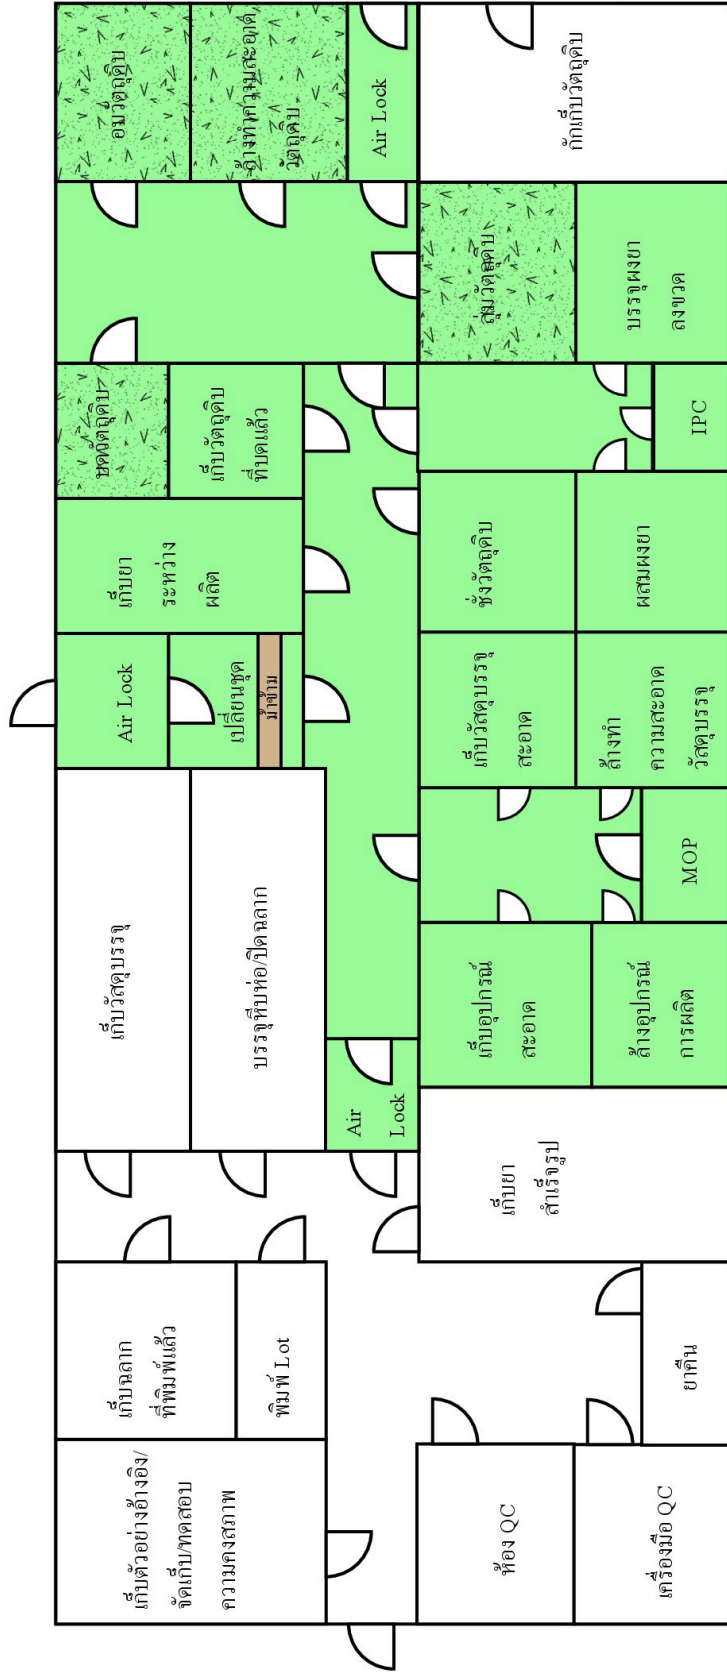 เก็บตัวอย่างอ้างอิง/
จัดเก็บ/ทดสอบ
ความคงสภาพ
เก็บฉลาก
ที่พิมพ์แล้ว
พิมพ์ Lot
เก็บวัสดุบรรจุ
บรรจุหีบห่อ/ปิดฉลาก
Air Lock
เปลี่ยนชุด
ม้าข้าม
เก็บยา
ระหว่าง
ผลิต
บดวัตถุดิบ
เก็บวัตถุดิบ
ที่บดแล้ว
อบวัตถุดิบ
ล้างทำความสะอาด
วัตถุดิบ
Air Lock
Air
Lock
ห้อง QC
เครื่องมือ QC
ยาคืน
เก็บยา
สำเร็จรูป
เก็บอุปกรณ์
สะอาด
ล้างอุปกรณ์
การผลิต
MOP
เก็บวัสดุบรรจุ
สะอาด
ล้างทำ
ความสะอาด
วัสดุบรรจุ
ชั่งวัตถุดิบ
ผสมผงยา
IPC
สุ่มวัตถุดิบ
บรรจุผงยา
ลงขวด
กักเก็บวัตถุดิบ